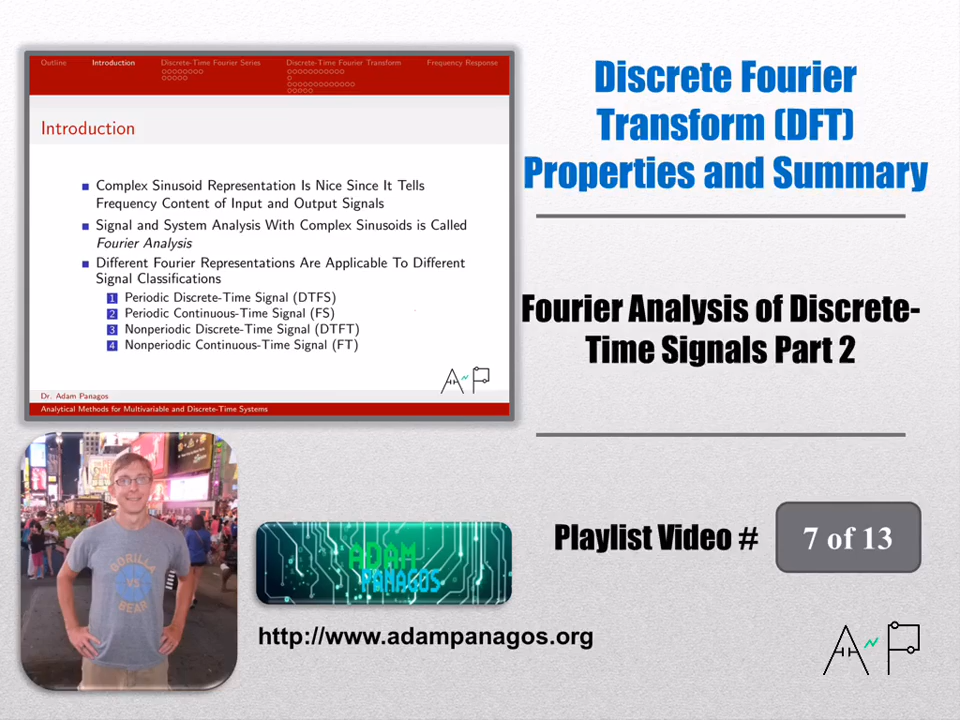 Outline Introduction Discrete-Time Fourier Series Discrete-Time Fourier Transform Frequency Response
Introduction
Complex Sinusoid Representation Is Nice Since It Tells
Frequency Content of Input and Output Signals
Signal and System Analysis With Complex Sinusoids is Called
Fourier Analysis
Different Fourier Representations Are Applicable To Different
Signal Classifications
1 Periodic Discrete-Time Signal (DTFS)
2 Periodic Continuous-Time Signal (FS)
3 Nonperiodic Discrete-Time Signal (DTFT)
4 Nonperiodic Continuous-Time Signal (FT)
AP
Dr. Adam Panagos
Analytical Methods for Multivariable and Discrete-Time Systems
Discrete Fourier
Transform (DFT)
Properties and Summary
Fourier Analysis of Discrete-
Time Signals Part 2
Playlist Video # 7 of 13
GORILLA
VS
BEAR
ADAM
PANAGOS
http://www.adampanagos.org
AP